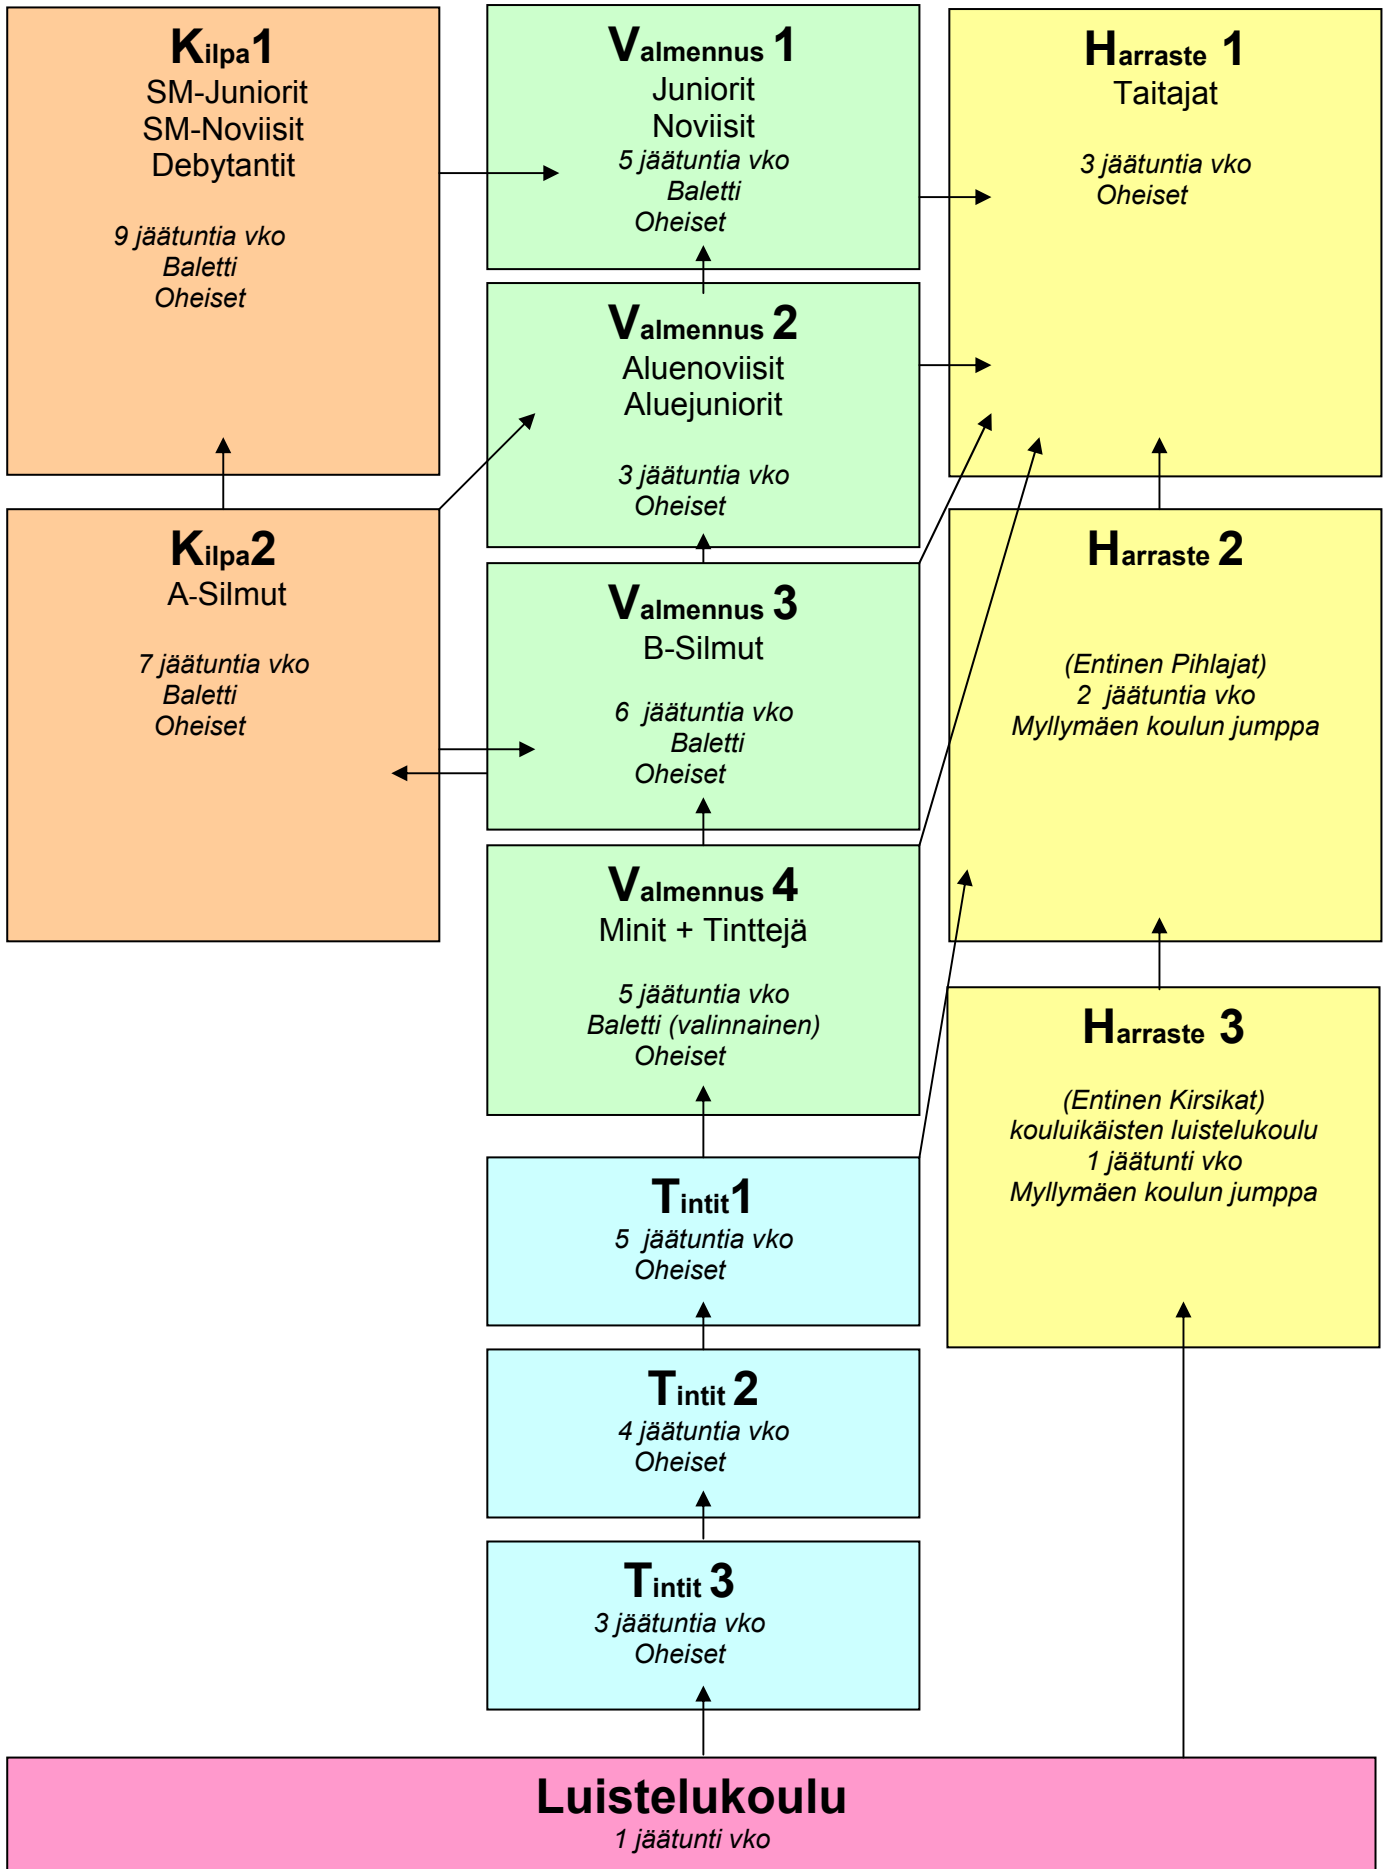 Kilpa1
SM-Juniorit
SM-Noviisit
Debytantit
9 jäätuntia vko
Baletti
Oheiset
Valmennus 1
Juniorit
Noviisit
5 jäätuntia vko
Baletti
Oheiset
Harraste 1
Taitajat
3 jäätuntia vko
Oheiset
Valmennus 2
Aluenoviisit
Aluejuniorit
3 jäätuntia vko
Oheiset
Kilpa2
A-Silmut
7 jäätuntia vko
Baletti
Oheiset
Valmennus 3
B-Silmut
6 jäätuntia vko
Baletti
Oheiset
Harraste 2
(Entinen Pihlajat)
2 jäätuntia vko
Myllymäen koulun jumppa
Valmennus 4
Minit + Tinttejä
5 jäätuntia vko
Baletti (valinnainen)
Oheiset
Harraste 3
(Entinen Kirsikat)
kouluikäisten luistelukoulu
1 jäätunti vko
Myllymäen koulun jumppa
Tintit1
5 jäätuntia vko
Oheiset
Tintit 2
4 jäätuntia vko
Oheiset
Tintit 3
3 jäätuntia vko
Oheiset
Luistelukoulu
1 jäätunti vko